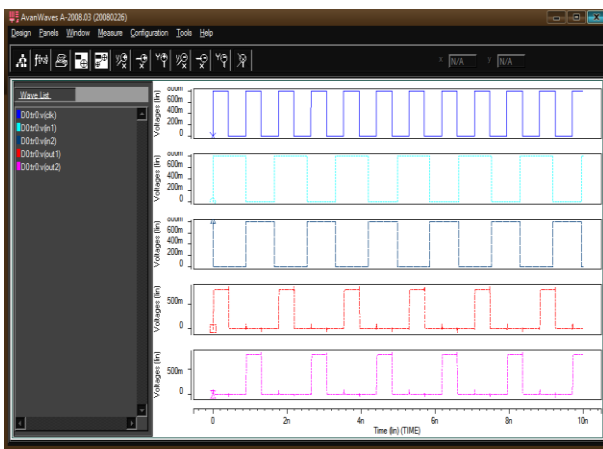 AvanWaves A-2008.03 (20080226)
Design Panels Window Measure Configuration Tools Help
x N/A Y N/A
Wave List
D0:tr0:v(clk)
D0:tr0:v(in1)
D0:tr0:v(in2)
D0:tr0:v(out1)
D0:tr0:v(out2)
Voltages (lin)
800m
600m
400m
200m
0
Voltages (lin)
800m
600m
400m
200m
0
Voltages (lin)
800m
600m
400m
200m
0
Voltages (lin)
500m
0
Voltages (lin)
500m
0
0 2n 4n 6n 8n 10n
Time (lin) (TIME)